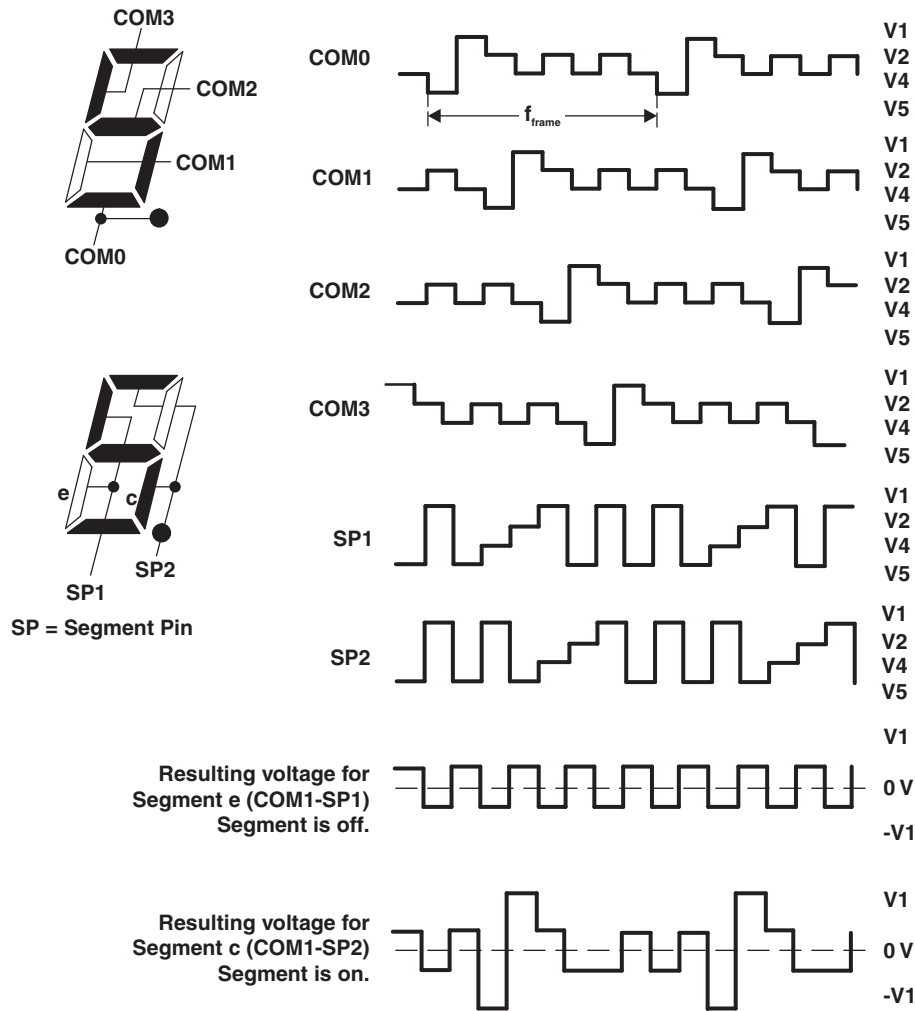 COM3
COM2
COM1
COM0
COM0
V1
V2
V4
V5
f frame
COM1
V1
V2
V4
V5
COM2
V1
V2
V4
V5
COM3
V1
V2
V4
V5
e
c
SP1
SP2
SP = Segment Pin
SP1
V1
V2
V4
V5
SP2
V1
V2
V4
V5
Resulting voltage for
Segment e (COM1-SP1)
Segment is off.
V1
0 V
-V1
Resulting voltage for
Segment c (COM1-SP2)
Segment is on.
V1
0 V
-V1